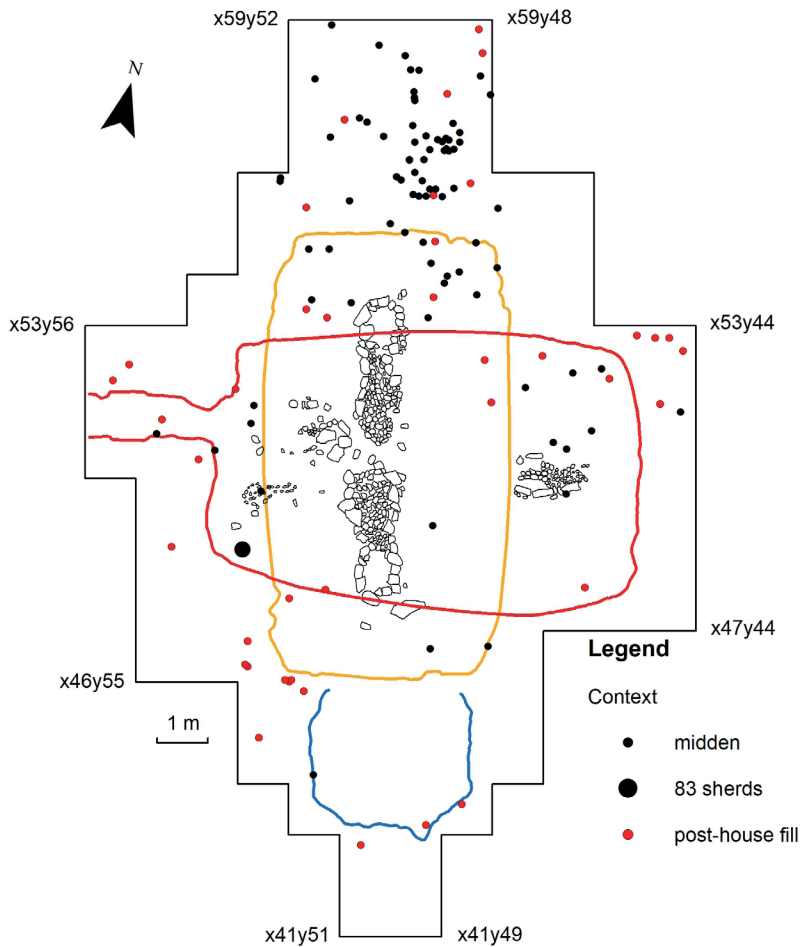 x59y52
x59y48
N
x53y56
x53y44
x47y44
Legend
x46y55
Context
1 m
midden
83 sherds
post-house fill
x41y51
x41y49